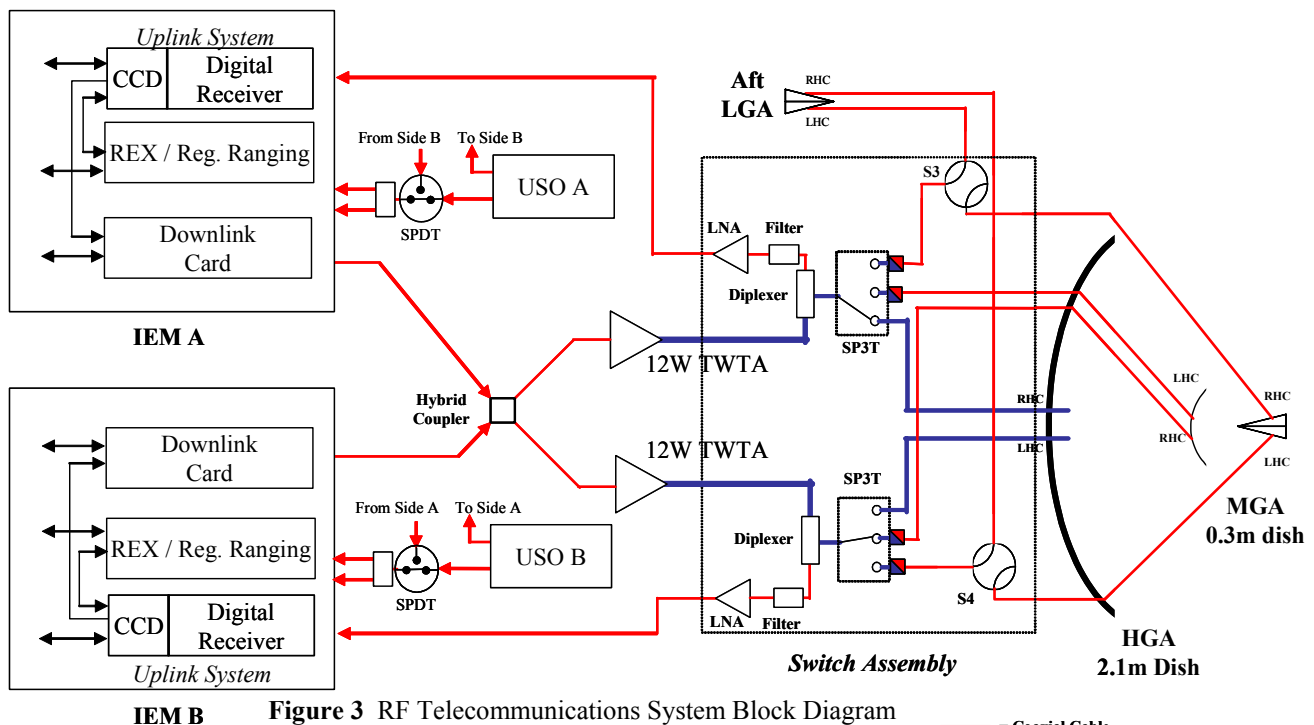 Uplink System
CCD
Digital
Receiver
REX / Reg. Ranging
Downlink
Card
IEM A
From Side B
To Side B
SPDT
USO A
Aft
LGA
RHC
LHC
S3
LNA
Filter
Diplexer
SP3T
12W TWTA
Hybrid
Coupler
RHC
LHC
LHC
RHC
RHC
LHC
MGA
0.3m dish
12W TWTA
SP3T
Diplexer
LNA
Filter
S4
Switch Assembly
HGA
2.1m Dish
Downlink
Card
REX / Reg. Ranging
From Side A
To Side A
SPDT
USO B
CCD
Digital
Receiver
Uplink System
IEM B
Figure 3 RF Telecommunications System Block Diagram
= Coaxial Cable